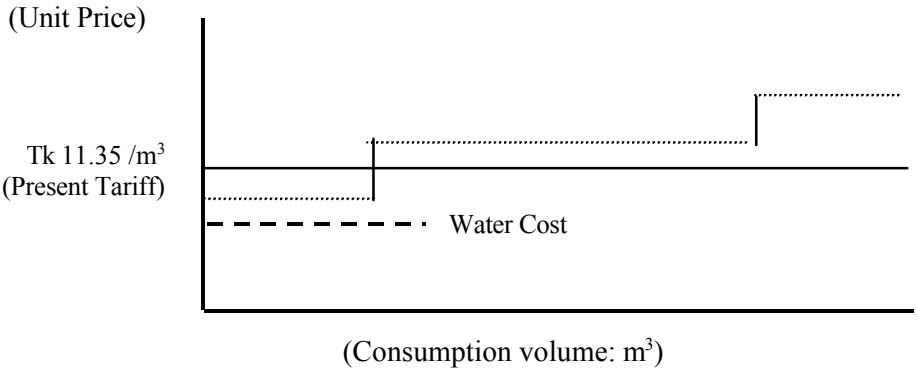 (Unit Price)
Tk 11.35 /m³
(Present Tariff)
Water Cost
(Consumption volume: m³)